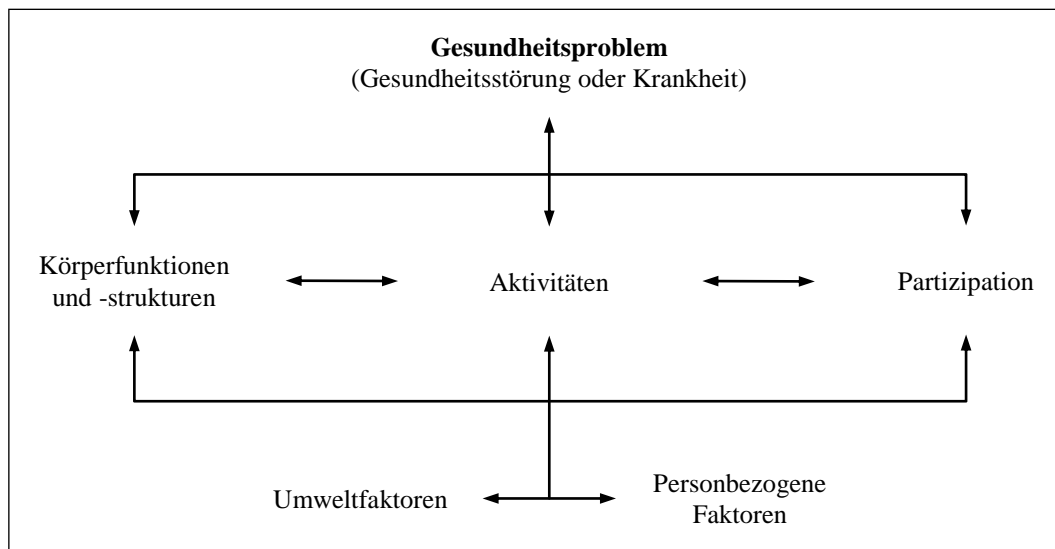 Gesundheitsproblem
(Gesundheitsstörung oder Krankheit)
Körperfunktionen
und -strukturen
Aktivitäten
Partizipation
Umweltfaktoren
Personbezogene
Faktoren